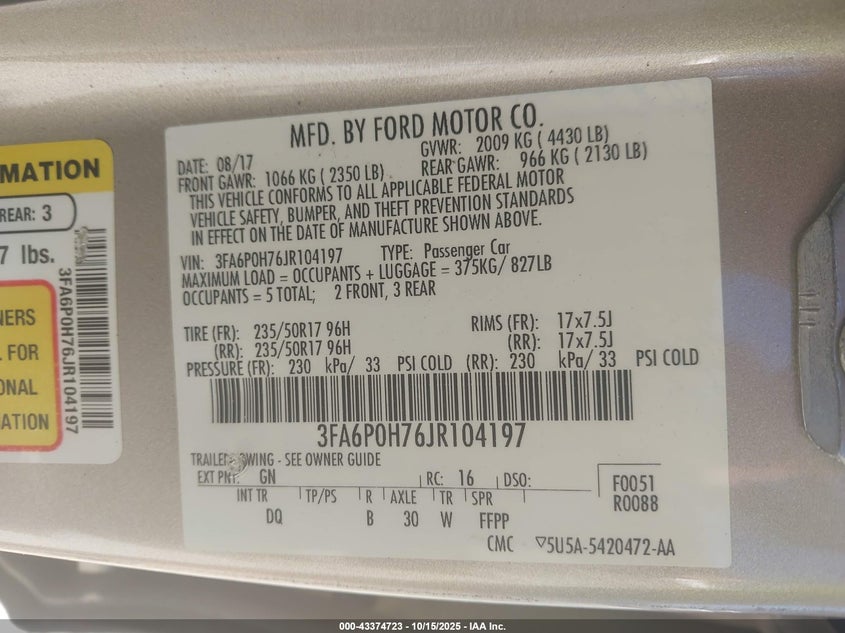 MATION
REAR: 3
7 lbs.
3FA6P0H76JR104197
NERS
L FOR
ONAL
ATION
MFD. BY FORD MOTOR CO.
DATE: 08/17 GVWR: 2009 KG ( 4430 LB)
FRONT GAWR: 1066 KG ( 2350 LB) REAR GAWR: 966 KG ( 2130 LB)
THIS VEHICLE CONFORMS TO ALL APPLICABLE FEDERAL MOTOR
VEHICLE SAFETY, BUMPER, AND THEFT PREVENTION STANDARDS
IN EFFECT ON THE DATE OF MANUFACTURE SHOWN ABOVE.
VIN: 3FA6P0H76JR104197 TYPE: Passenger Car
MAXIMUM LOAD = OCCUPANTS + LUGGAGE = 375KG/ 827LB
OCCUPANTS = 5 TOTAL; 2 FRONT, 3 REAR
TIRE (FR): 235/50R17 96H RIMS (FR): 17x7.5J
(RR): 235/50R17 96H (RR): 17x7.5J
PRESSURE (FR): 230 kPa/ 33 PSI COLD (RR): 230 kPa/ 33 PSI COLD
3FA6P0H76JR104197
- SEE OWNER GUIDE
EXT PNT: GN RC: 16 DSO: F0051
INT TR TP/PS R AXLE TR SPR R0088
DQ B 30 W FFPP
CMC ▽5U5A-5420472-AA
000-43374723 - 10/15/2025 - IAA Inc.